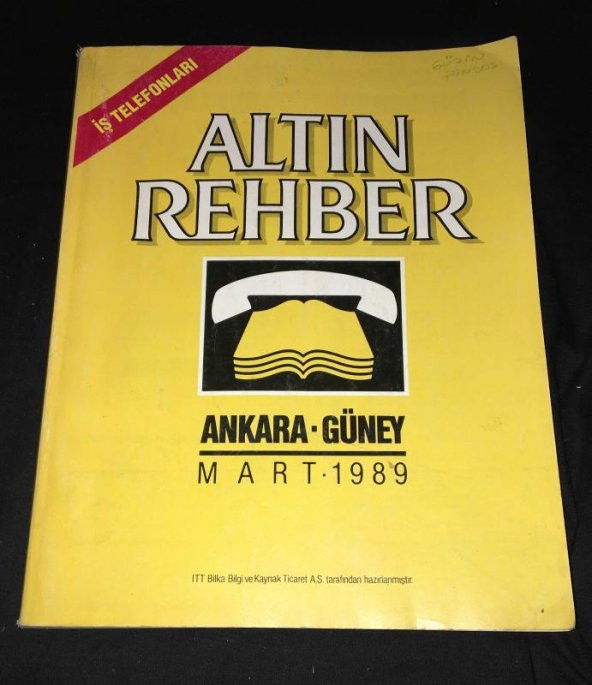 İŞ TELEFONLARI
ALTIN
REHBER
ANKARA·GÜNEY
MART·1989
ITT Bilka Bilgi ve Kaynak Ticaret A.Ş. tarafından hazırlanmıştır.